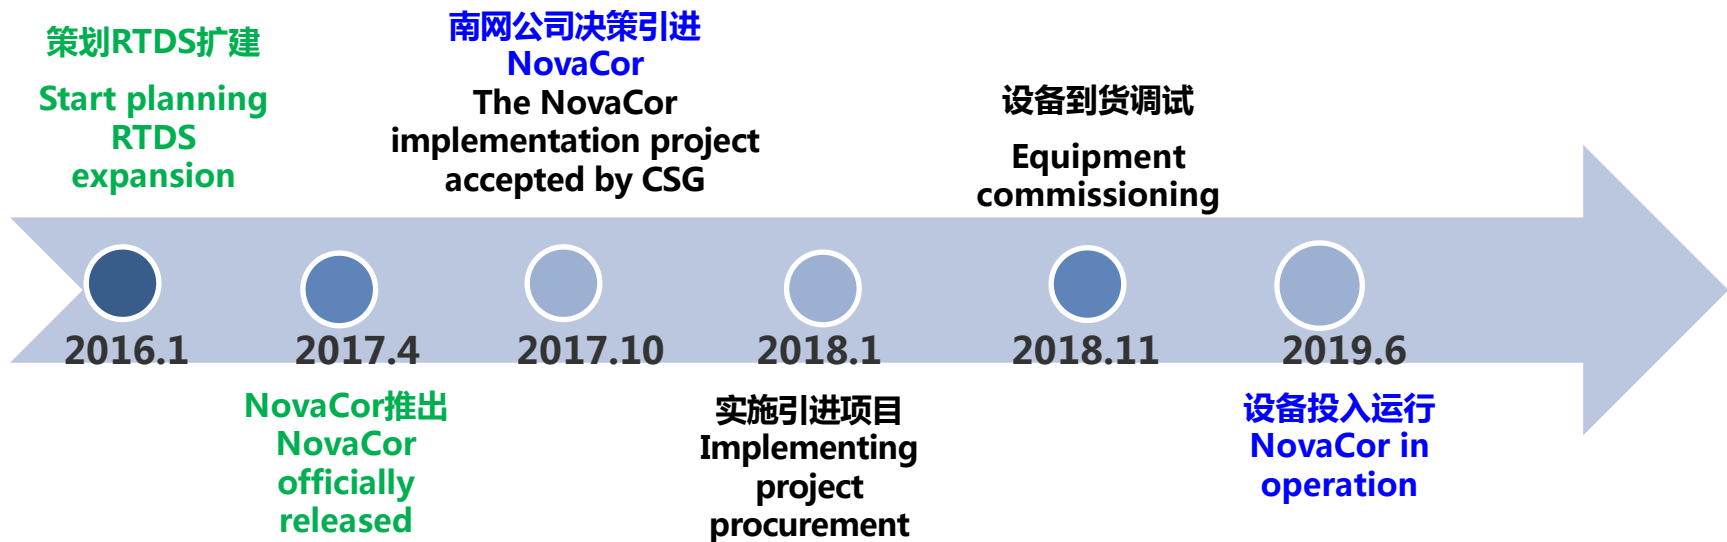 策划RTDS扩建
Start planning
RTDS
expansion
南网公司决策引进
NovaCor
The NovaCor
implementation project
accepted by CSG
设备到货调试
Equipment
commissioning
2016.1
2017.4
2017.10
2018.1
2018.11
2019.6
NovaCor推出
NovaCor
officially
released
实施引进项目
Implementing
project
procurement
设备投入运行
NovaCor in
operation